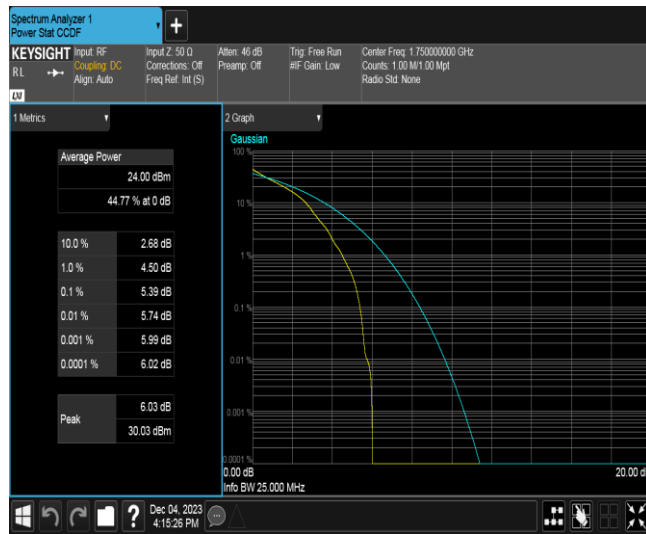 Spectrum Analyzer 1
Power Stat CCDF
+
KEYSIGHT
RL
LXI
Input: RF
Coupling: DC
Align: Auto
Input Z: 50 Ω
Corrections: Off
Freq Ref: Int (S)
Atten: 46 dB
Preamp: Off
Trig: Free Run
#IF Gain: Low
Center Freq: 1.750000000 GHz
Counts: 1.00 M/1.00 Mpt
Radio Std: None
1 Metrics
Average Power
24.00 dBm
44.77 % at 0 dB
10.0 % 2.68 dB
1.0 % 4.50 dB
0.1 % 5.39 dB
0.01 % 5.74 dB
0.001 % 5.99 dB
0.0001 % 6.02 dB
Peak
6.03 dB
30.03 dBm
2 Graph
Gaussian
100 %
10 %
1 %
0.1 %
0.01 %
0.001 %
0.0001 %
0.00 dB
20.00 d
Info BW 25.000 MHz
?
Dec 04, 2023
4:15:26 PM